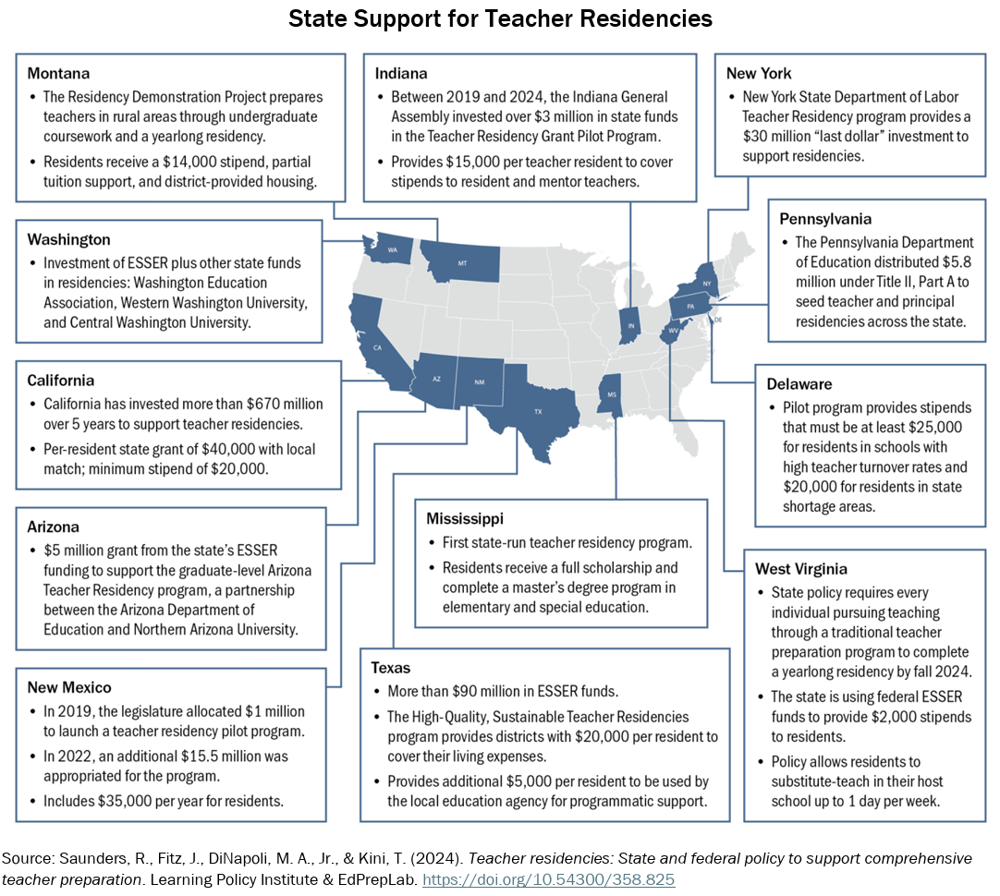 State Support for Teacher Residencies
Montana
• The Residency Demonstration Project prepares
teachers in rural areas through undergraduate
coursework and a yearlong residency.
• Residents receive a $14,000 stipend, partial
tuition support, and district-provided housing.
Indiana
• Between 2019 and 2024, the Indiana General
Assembly invested over $3 million in state funds
in the Teacher Residency Grant Pilot Program.
• Provides $15,000 per teacher resident to cover
stipends to resident and mentor teachers.
New York
• New York State Department of Labor
Teacher Residency program provides a
$30 million “last dollar” investment to
support residencies.
Washington
• Investment of ESSER plus other state funds
in residencies: Washington Education
Association, Western Washington University,
and Central Washington University.
Pennsylvania
• The Pennsylvania Department
of Education distributed $5.8
million under Title II, Part A to
seed teacher and principal
residencies across the state.
WA
MT
CA
AZ
NM
TX
MS
IN
WV
PA
NY
DE
California
• California has invested more than $670 million
over 5 years to support teacher residencies.
• Per-resident state grant of $40,000 with local
match; minimum stipend of $20,000.
Delaware
• Pilot program provides stipends
that must be at least $25,000
for residents in schools with
high teacher turnover rates and
$20,000 for residents in state
shortage areas.
Arizona
• $5 million grant from the state’s ESSER
funding to support the graduate-level Arizona
Teacher Residency program, a partnership
between the Arizona Department of
Education and Northern Arizona University.
Mississippi
• First state-run teacher residency program.
• Residents receive a full scholarship and
complete a master’s degree program in
elementary and special education.
West Virginia
• State policy requires every
individual pursuing teaching
through a traditional teacher
preparation program to complete
a yearlong residency by fall 2024.
• The state is using federal ESSER
funds to provide $2,000 stipends
to residents.
• Policy allows residents to
substitute-teach in their host
school up to 1 day per week.
New Mexico
• In 2019, the legislature allocated $1 million
to launch a teacher residency pilot program.
• In 2022, an additional $15.5 million was
appropriated for the program.
• Includes $35,000 per year for residents.
Texas
• More than $90 million in ESSER funds.
• The High-Quality, Sustainable Teacher Residencies
program provides districts with $20,000 per resident to
cover their living expenses.
• Provides additional $5,000 per resident to be used by
the local education agency for programmatic support.
Source: Saunders, R., Fitz, J., DiNapoli, M. A., Jr., & Kini, T. (2024). Teacher residencies: State and federal policy to support comprehensive
teacher preparation. Learning Policy Institute & EdPrepLab. https://doi.org/10.54300/358.825